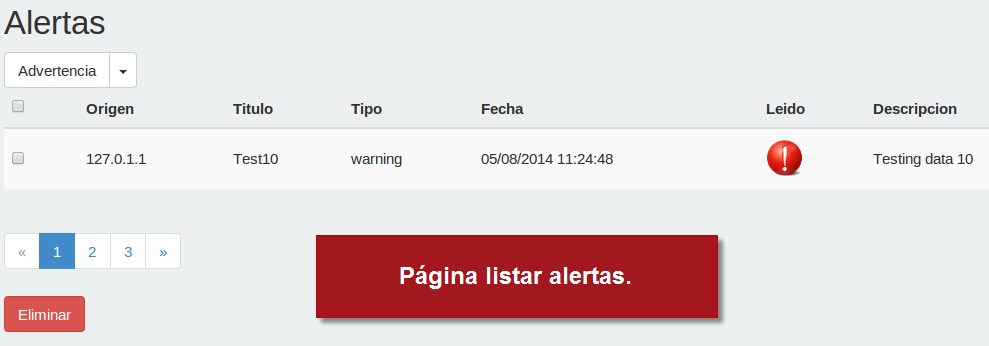 Alertas
Advertencia
Origen Titulo Tipo Fecha Leido Descripcion
127.0.1.1 Test10 warning 05/08/2014 11:24:48 Testing data 10
« 1 2 3 »
Página listar alertas.
Eliminar